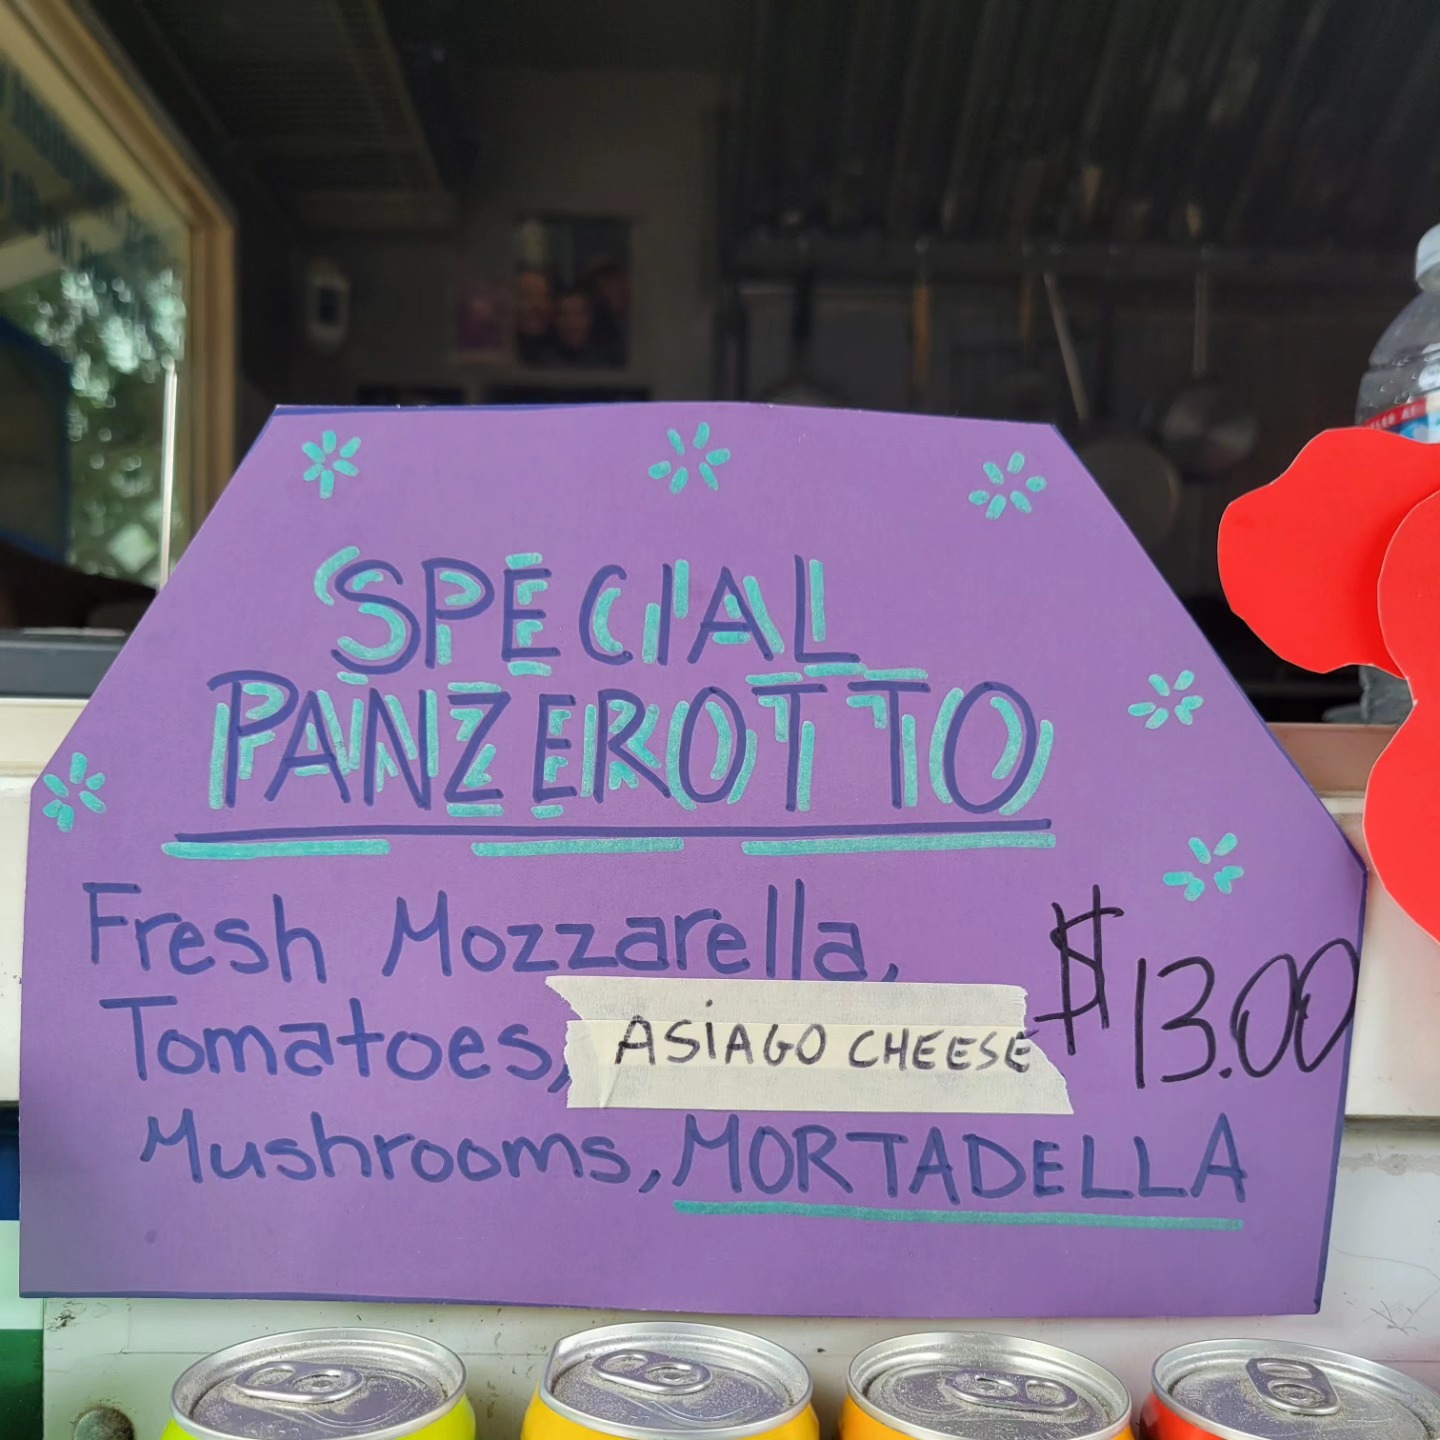 SPECIAL
PANZEROTTO
Fresh Mozzarella,
Tomatoes, ASIAGO CHEESE
$13.00
Mushrooms, MORTADELLA